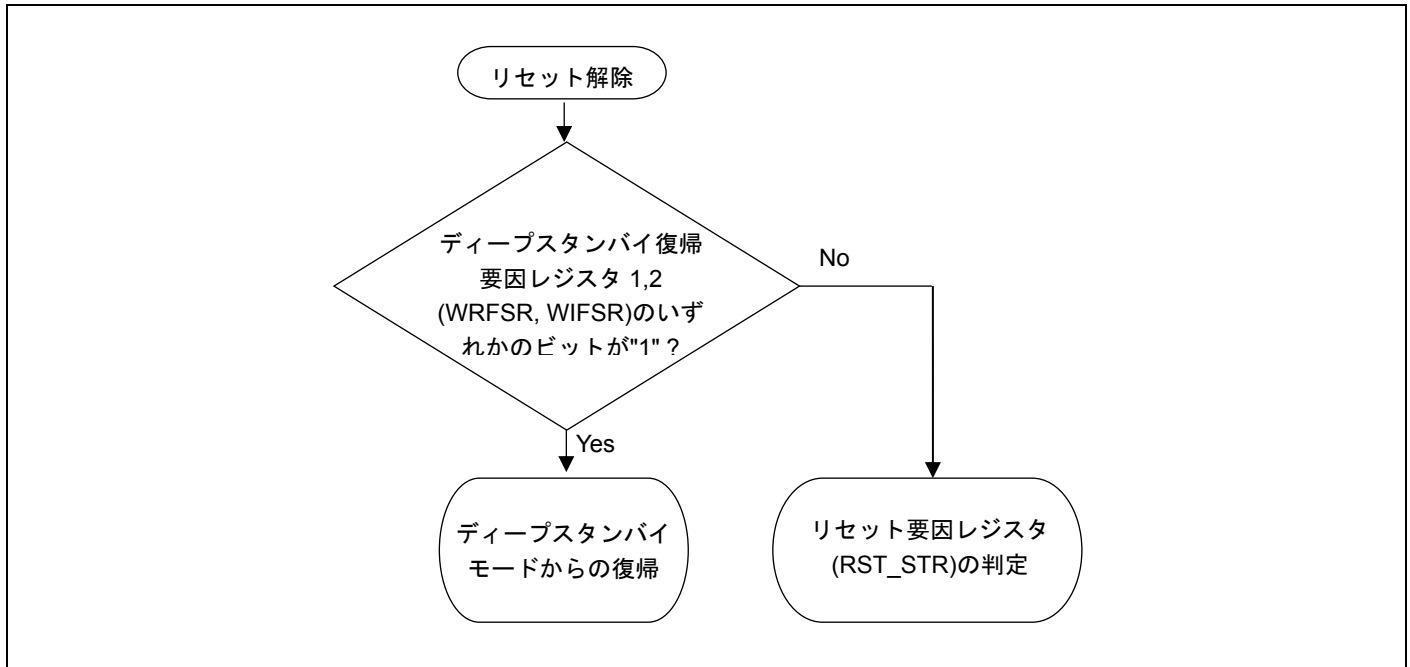 リセット解除
ディープスタンバイ復帰
要因レジスタ 1,2
(WRFSR, WIFSR)のいず
れかのビットが"1" ?
No
Yes
ディープスタンバイ
モードからの復帰
リセット要因レジスタ
(RST_STR)の判定